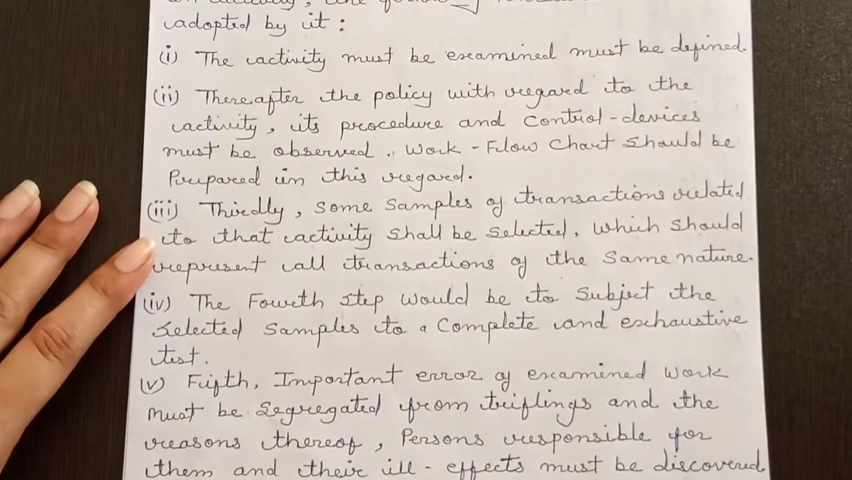 adopted by it :
(i) The activity must be examined must be defined.
(ii) Thereafter the policy with regard to the
activity, its procedure and Control-devices
must be observed. Work-Flow Chart Should be
Prepared in this regard.
(iii) Thirdly, Some Samples of transactions related
to that activity Shall be Selected, which Should
represent all transactions of the Same nature.
(iv) The Fourth Step would be to Subject the
Selected Samples to a Complete and exhaustive
test.
(v) Fifth, Important error of examined Work
Must be Segregated from triflings and the
reasons thereof, Persons responsible for
them and their ill-effects must be discovered.